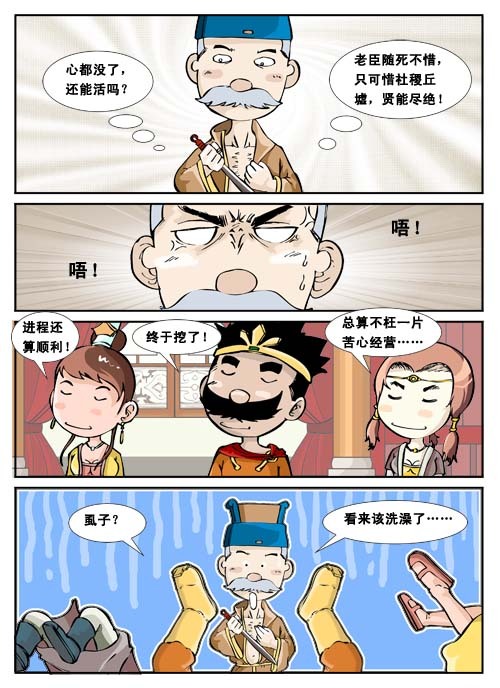 心都没了，
还能活吗？
老臣随死不惜，
只可惜社稷丘
墟，贤能尽绝！
唔！
唔！
进程还
算顺利！
终于挖了！
总算不枉一片
苦心经营……
虱子？
看来该洗澡了……